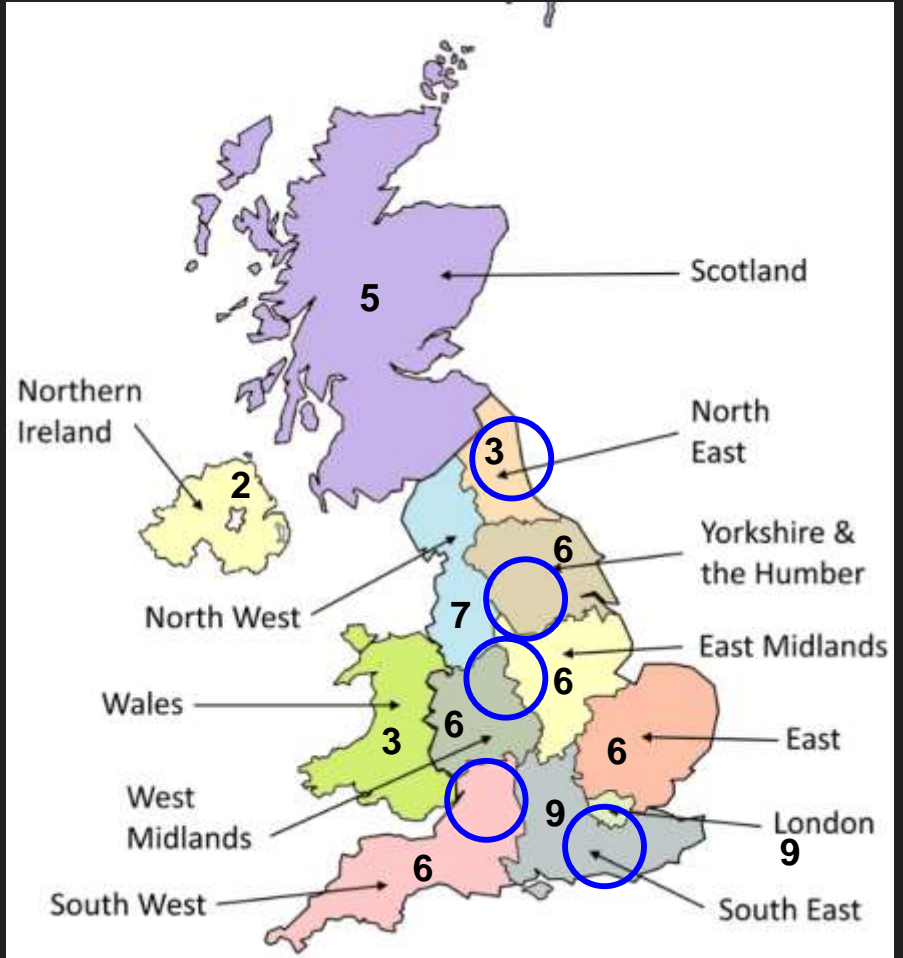 Scotland
5
Northern
Ireland
North
East
3
2
Yorkshire &
the Humber
6
North West
7
East Midlands
6
Wales
3
6
East
6
West
Midlands
9
London
9
6
South West
South East